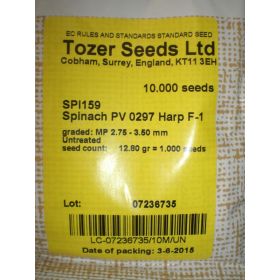 EC RULES AND STANDARDS STANDARD SEED
Tozer Seeds Ltd
Cobham, Surrey, England, KT11 3EH
10.000 seeds
SPI159
Spinach PV 0297 Harp F-1
graded: MP 2.75 - 3.50 mm
Untreated
seed count: 12.80 gr = 1,000 seeds
Lot: 07236735
LC-07236735/10M/UN
Date of packing: 3-6-2015